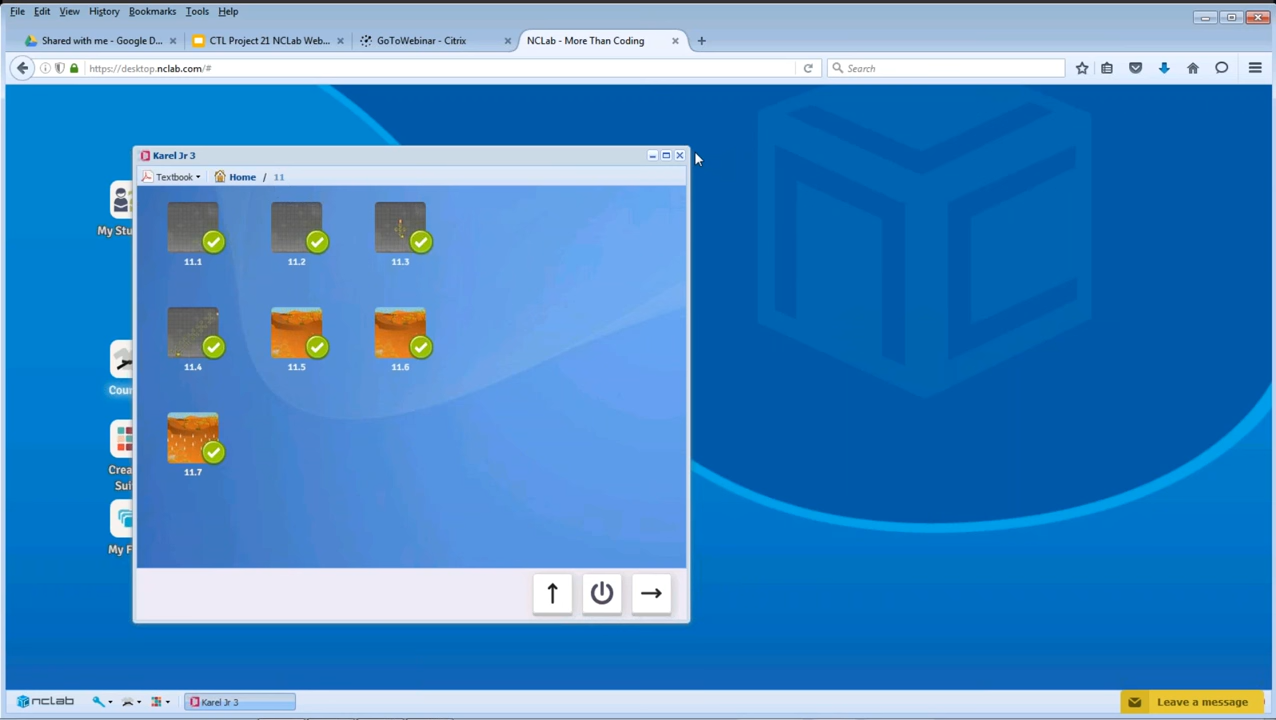 File Edit View History Bookmarks Tools Help
Shared with me - Google D...
CTL Project 21 NCLab Web...
GoToWebinar - Citrix
NCLab - More Than Coding
https://desktop.nclab.com/#
Search
Karel Jr 3
Textbook
Home / 11
11.1 11.2 11.3
11.4 11.5 11.6
11.7
My Stu
Cour
Crea
Sui
My F
nclab
Karel Jr 3
Leave a message